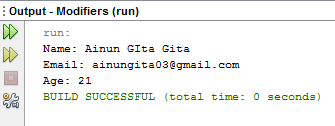 Output - Modifiers (run)
run:
Name: Ainun GIta Gita
Email: ainungita03@gmail.com
Age: 21
BUILD SUCCESSFUL (total time: 0 seconds)